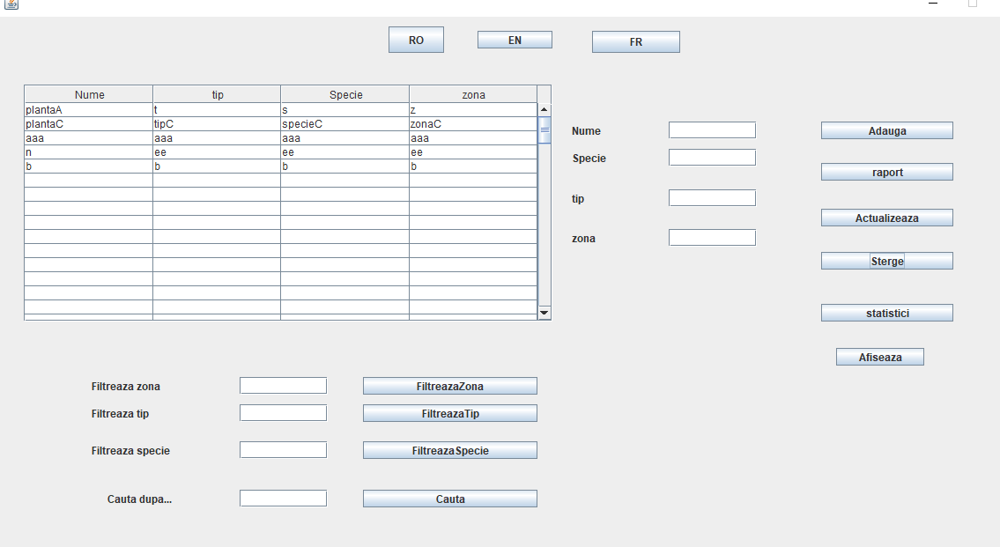 RO EN FR
Nume tip Specie zona
plantaA t s z
plantaC tipC specieC zonaC
aaa aaa aaa aaa
n ee ee ee
b b b b
Nume
Specie
tip
zona
Adauga
raport
Actualizeaza
Sterge
statistici
Afiseaza
Filtreaza zona FiltreazaZona
Filtreaza tip FiltreazaTip
Filtreaza specie FiltreazaSpecie
Cauta dupa... Cauta